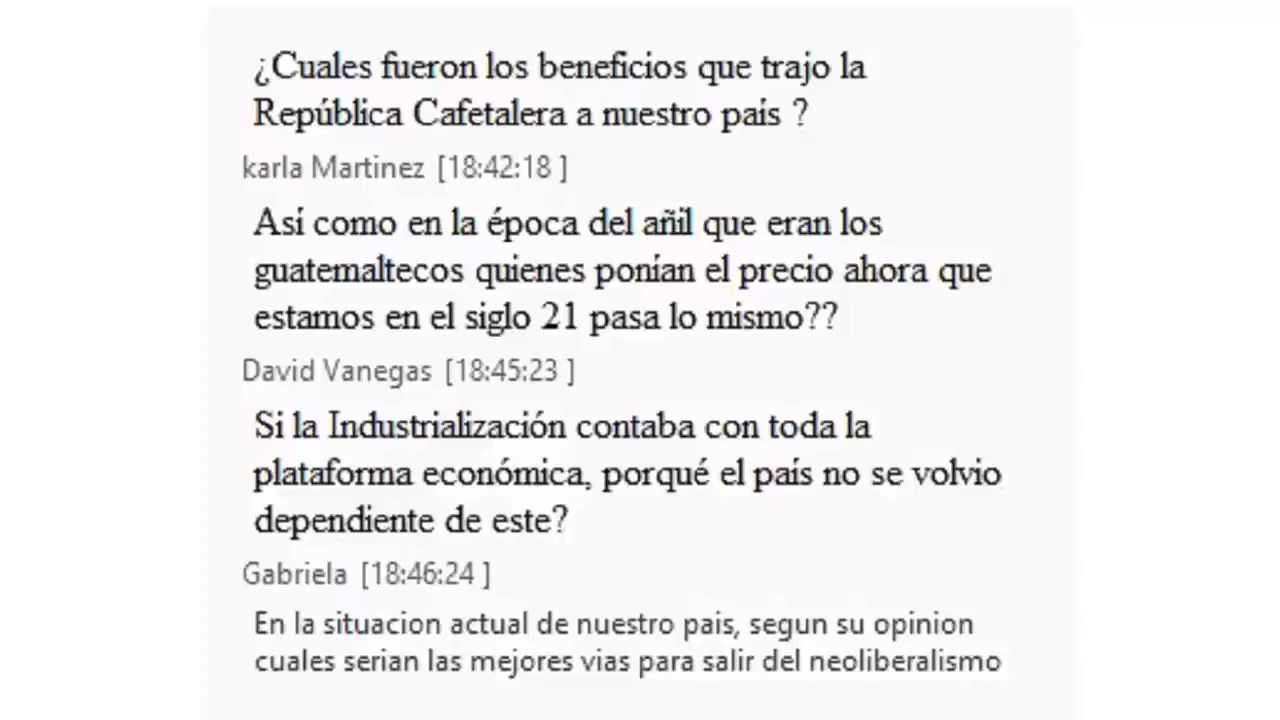 ¿Cuales fueron los beneficios que trajo la
República Cafetalera a nuestro país ?
karla Martinez [18:42:18 ]
Así como en la época del añil que eran los
guatemaltecos quienes ponían el precio ahora que
estamos en el siglo 21 pasa lo mismo??
David Vanegas [18:45:23 ]
Si la Industrialización contaba con toda la
plataforma económica, porqué el país no se volvio
dependiente de este?
Gabriela [18:46:24 ]
En la situacion actual de nuestro pais, segun su opinion
cuales serian las mejores vias para salir del neoliberalismo